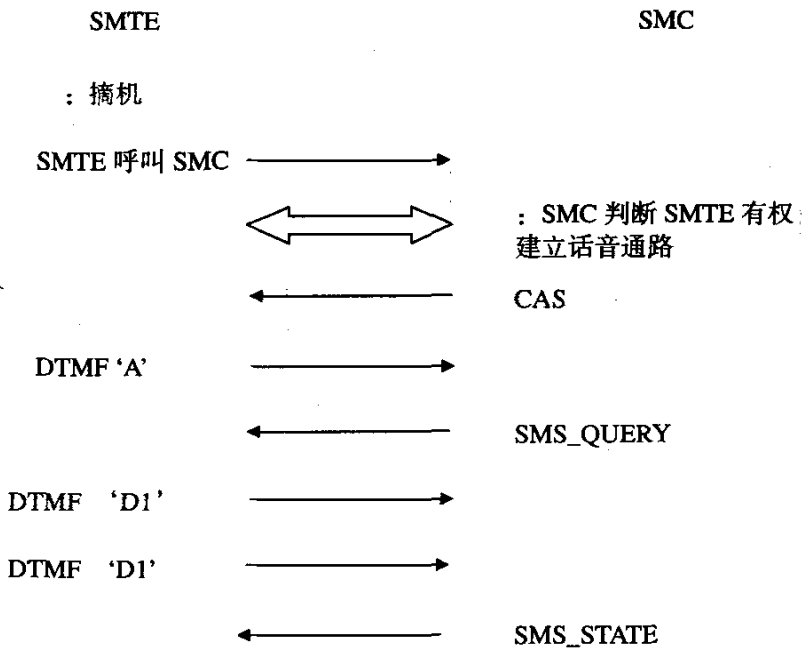 SMTE SMC
：摘机
SMTE 呼叫 SMC
：SMC 判断 SMTE 有权
建立话音通路
CAS
DTMF ‘A’
SMS_QUERY
DTMF ‘D1’
DTMF ‘D1’
SMS_STATE